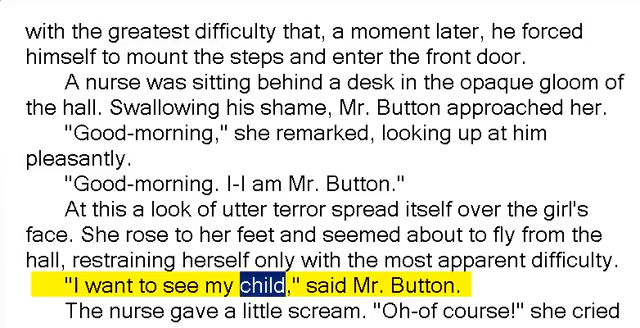 with the greatest difficulty that, a moment later, he forced
himself to mount the steps and enter the front door.
A nurse was sitting behind a desk in the opaque gloom of
the hall. Swallowing his shame, Mr. Button approached her.
"Good-morning," she remarked, looking up at him
pleasantly.
"Good-morning. I-I am Mr. Button."
At this a look of utter terror spread itself over the girl's
face. She rose to her feet and seemed about to fly from the
hall, restraining herself only with the most apparent difficulty.
"I want to see my child," said Mr. Button.
The nurse gave a little scream. "Oh-of course!" she cried